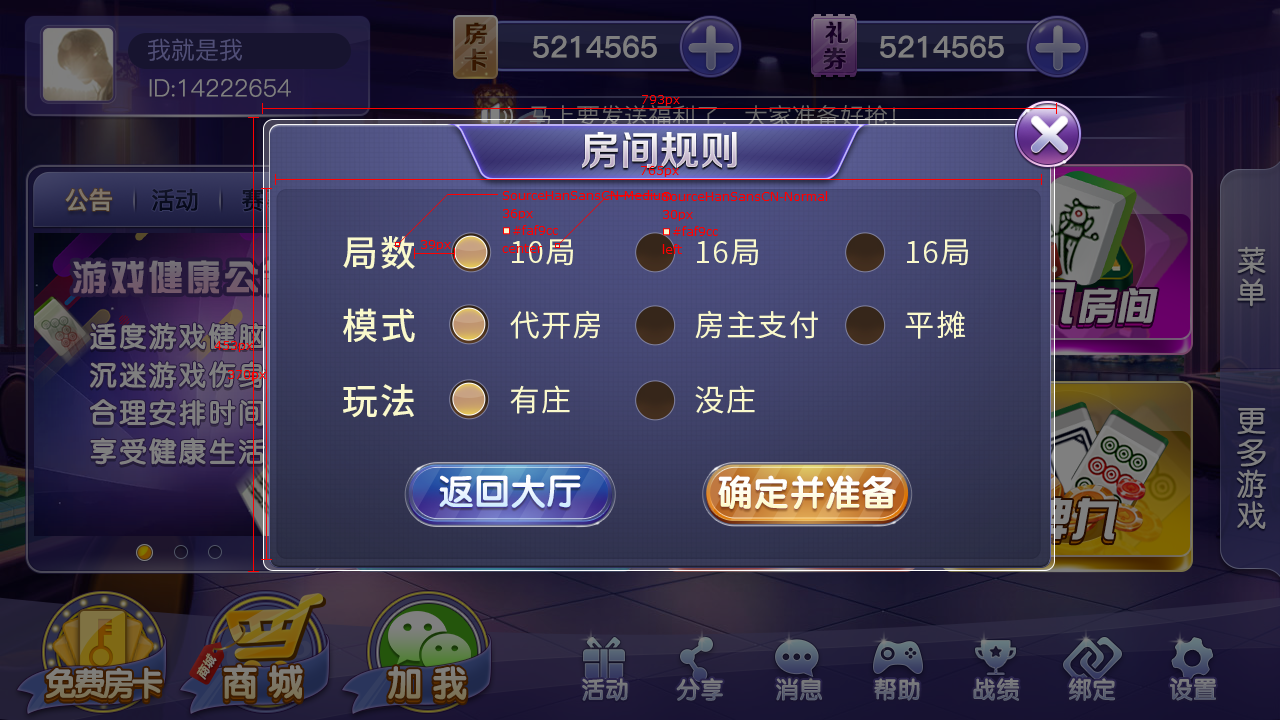 我就是我
ID:14222654
房卡
5214565
礼券
5214565
793px
马上要发送福利了，大家准备好抢！
房间规则
公告
活动
赛
SourceHanSansCN-Normal
30px
left
局数
30px
10局
16局
16局
模式
代开房
房主支付
平摊
玩法
有庄
没庄
返回大厅
确定并准备
游戏健康公
适度游戏健脑
沉迷游戏伤身
合理安排时间
享受健康生活
房间
牌九
菜单
更多游戏
免费房卡
商城
商城
加我
活动
分享
消息
帮助
战绩
绑定
设置